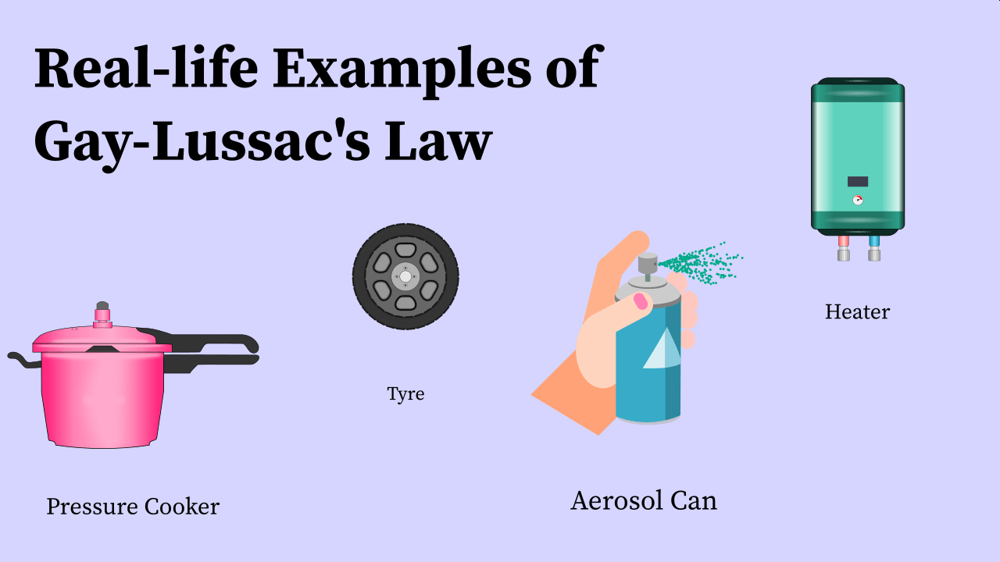 Real-life Examples of
Gay-Lussac's Law
Heater
Tyre
Pressure Cooker
Aerosol Can